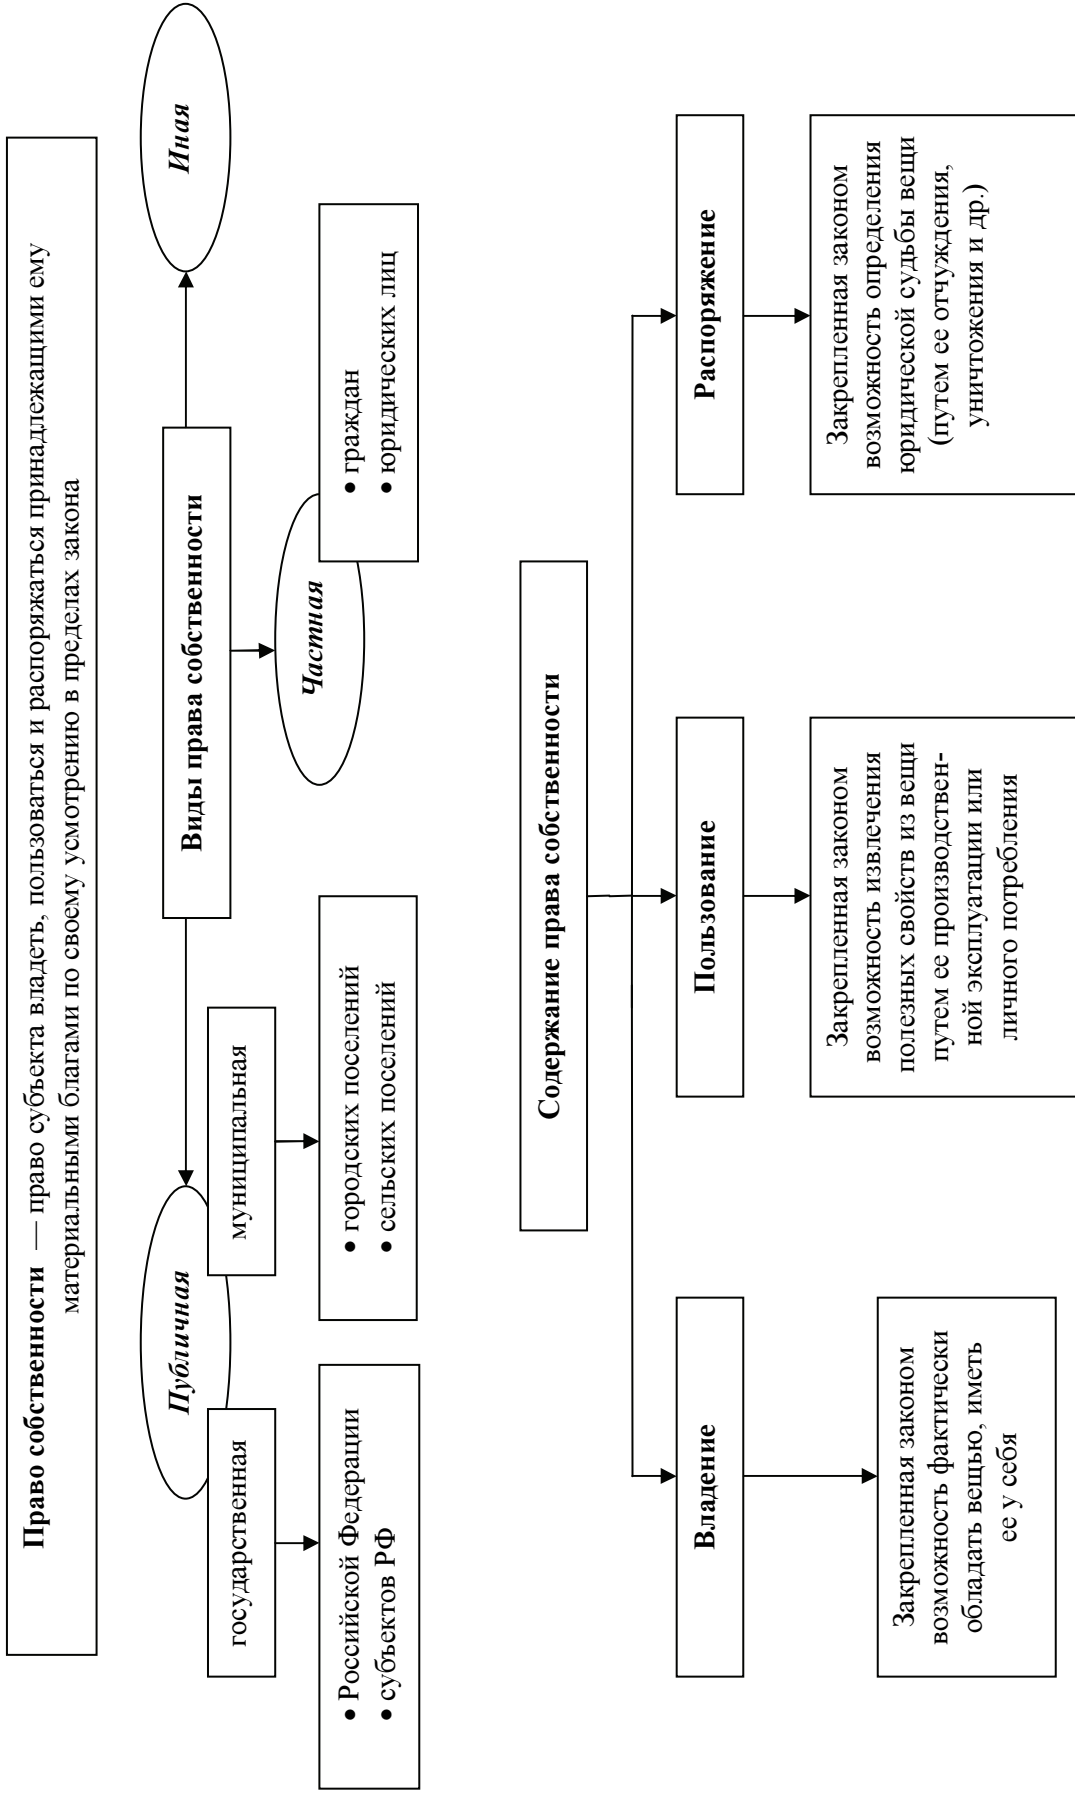 Право собственности — право субъекта владеть, пользоваться и распоряжаться принадлежащими ему
материальными благами по своему усмотрению в пределах закона
Виды права собственности
Публичная
Частная
Иная
государственная
муниципальная
• Российской Федерации
• субъектов РФ
• городских поселений
• сельских поселений
• граждан
• юридических лиц
Содержание права собственности
Владение
Пользование
Распоряжение
Закрепленная законом
возможность фактически
обладать вещью, иметь
ее у себя
Закрепленная законом
возможность извлечения
полезных свойств из вещи
путем ее производствен-
ной эксплуатации или
личного потребления
Закрепленная законом
возможность определения
юридической судьбы вещи
(путем ее отчуждения,
уничтожения и др.)